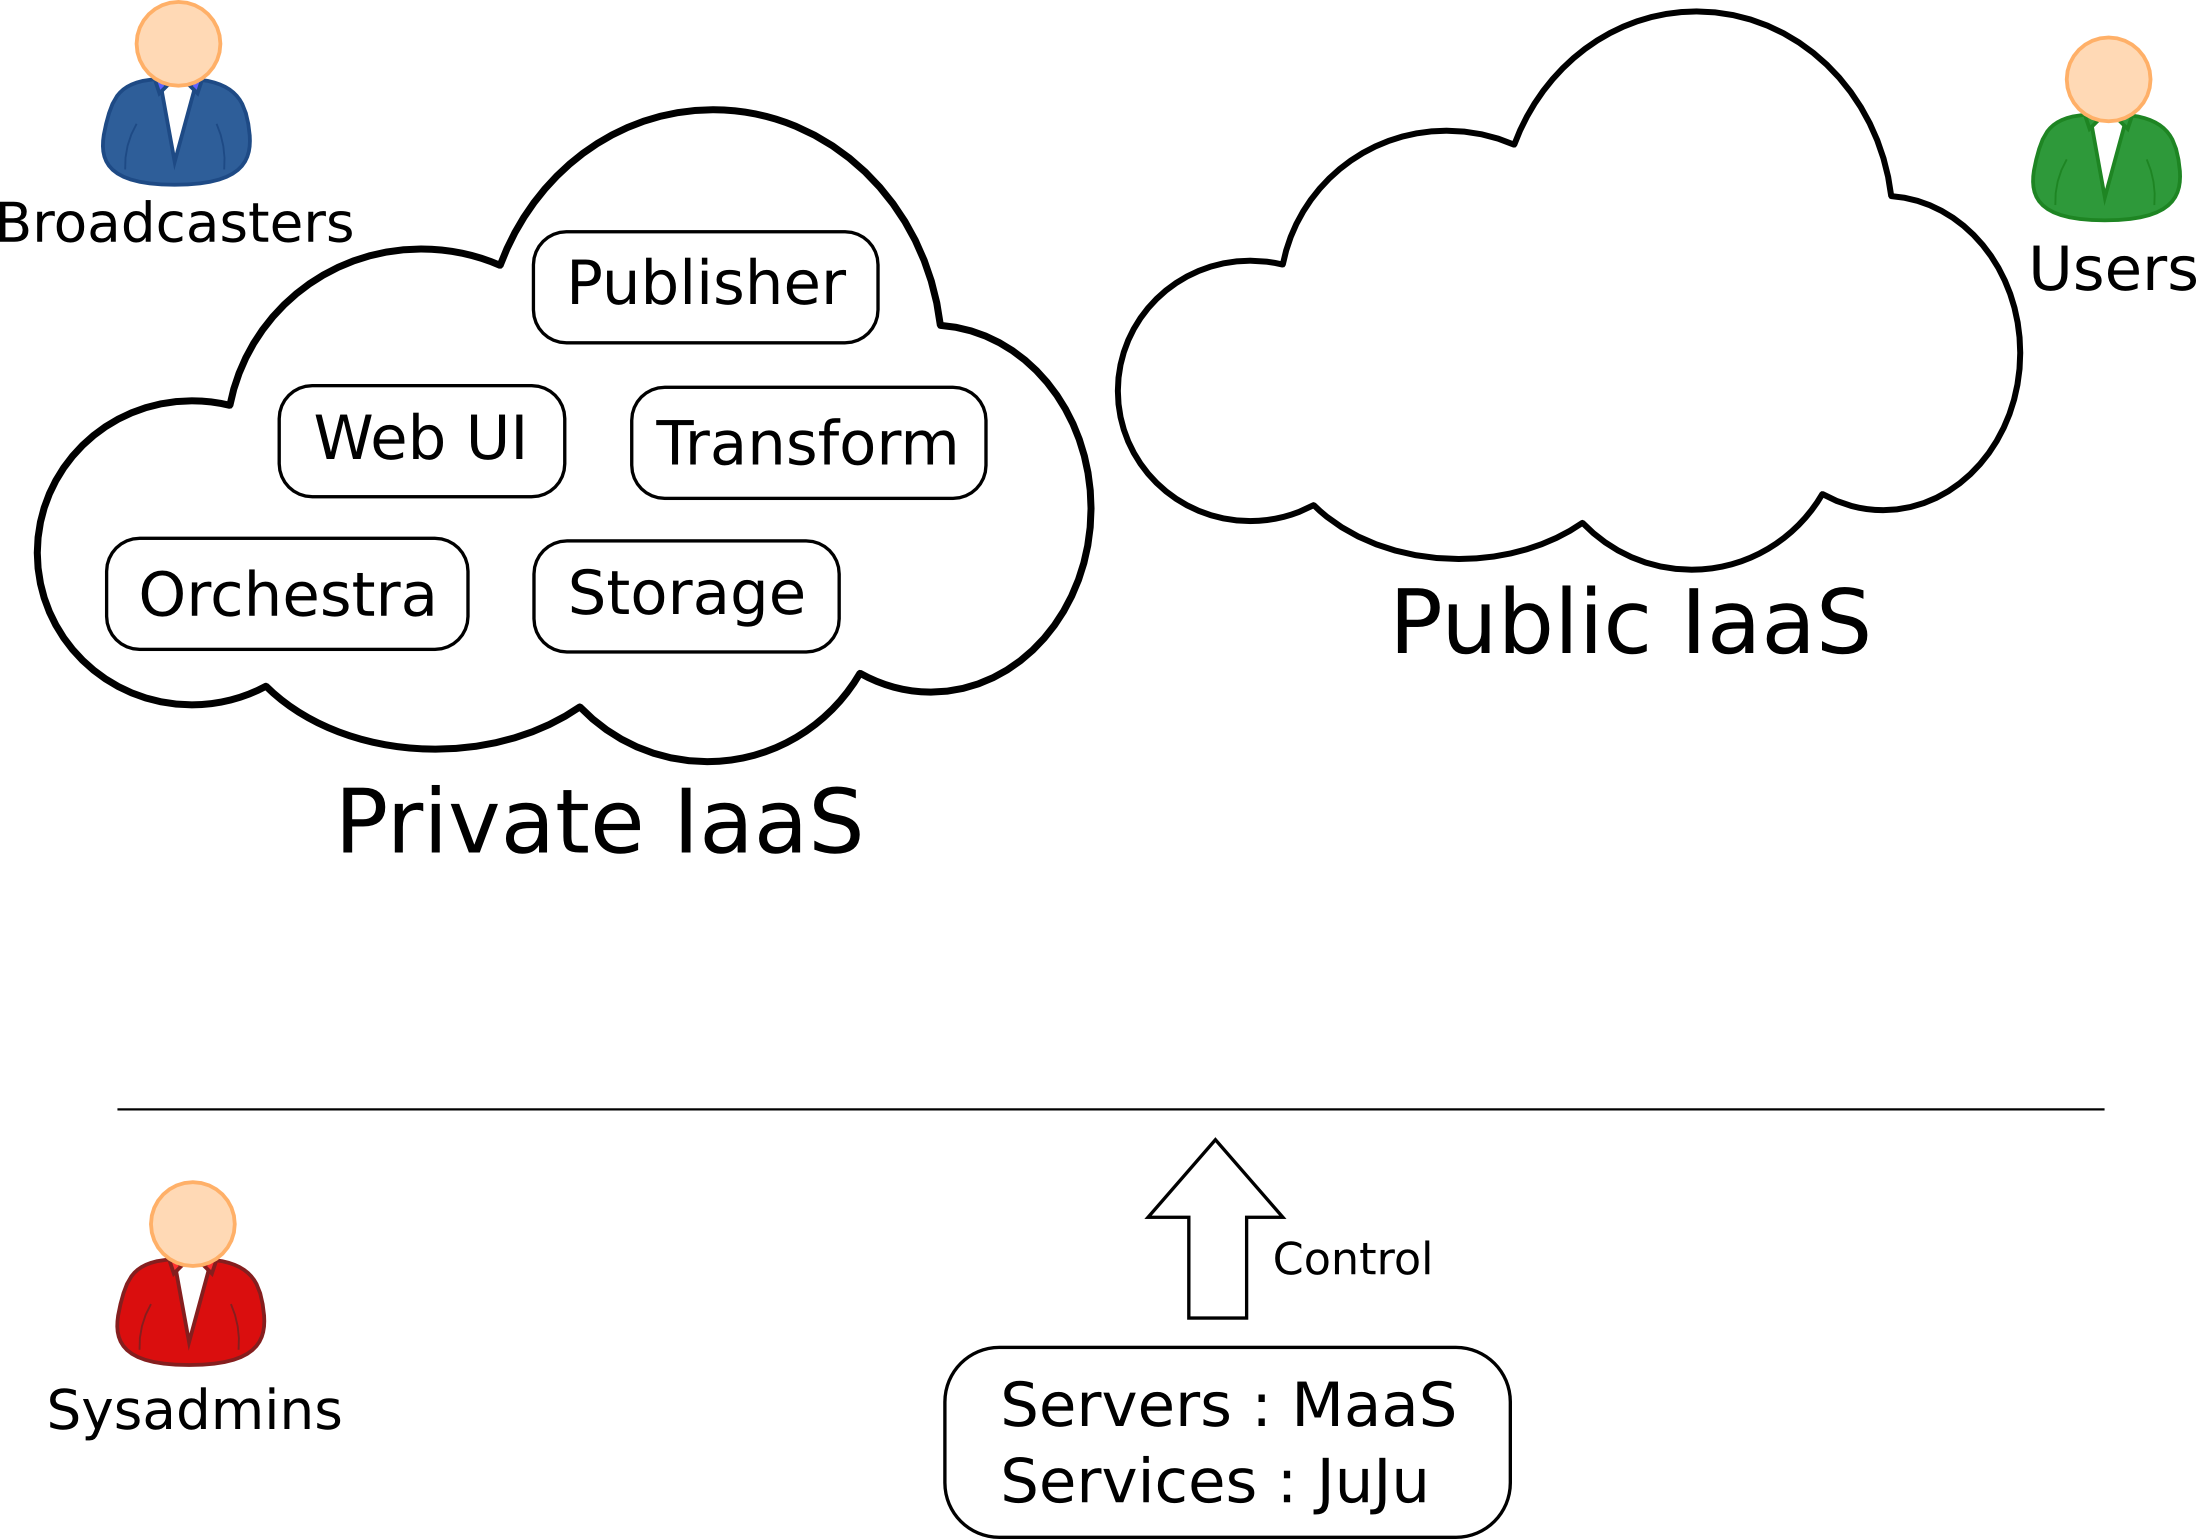 Broadcasters
Users
Publisher
Web UI
Transform
Orchestra
Storage
Public IaaS
Private IaaS
Control
Sysadmins
Servers : MaaS
Services : JuJu